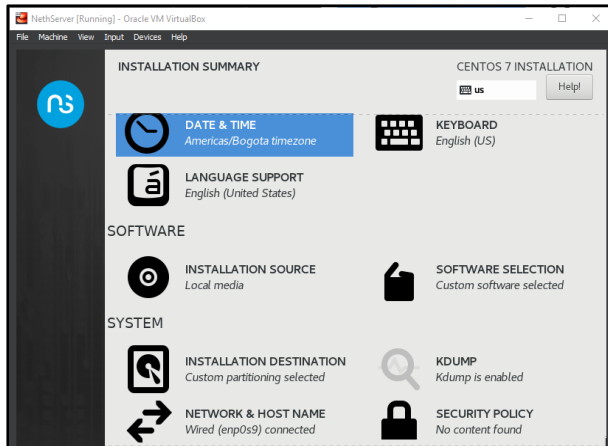 NethServer [Running] - Oracle VM VirtualBox
File Machine View Input Devices Help
INSTALLATION SUMMARY
CENTOS 7 INSTALLATION
us
Help!
ns
DATE & TIME
Americas/Bogota timezone
KEYBOARD
English (US)
á
LANGUAGE SUPPORT
English (United States)
SOFTWARE
INSTALLATION SOURCE
Local media
SOFTWARE SELECTION
Custom software selected
SYSTEM
INSTALLATION DESTINATION
Custom partitioning selected
KDUMP
Kdump is enabled
NETWORK & HOST NAME
Wired (enp0s9) connected
SECURITY POLICY
No content found